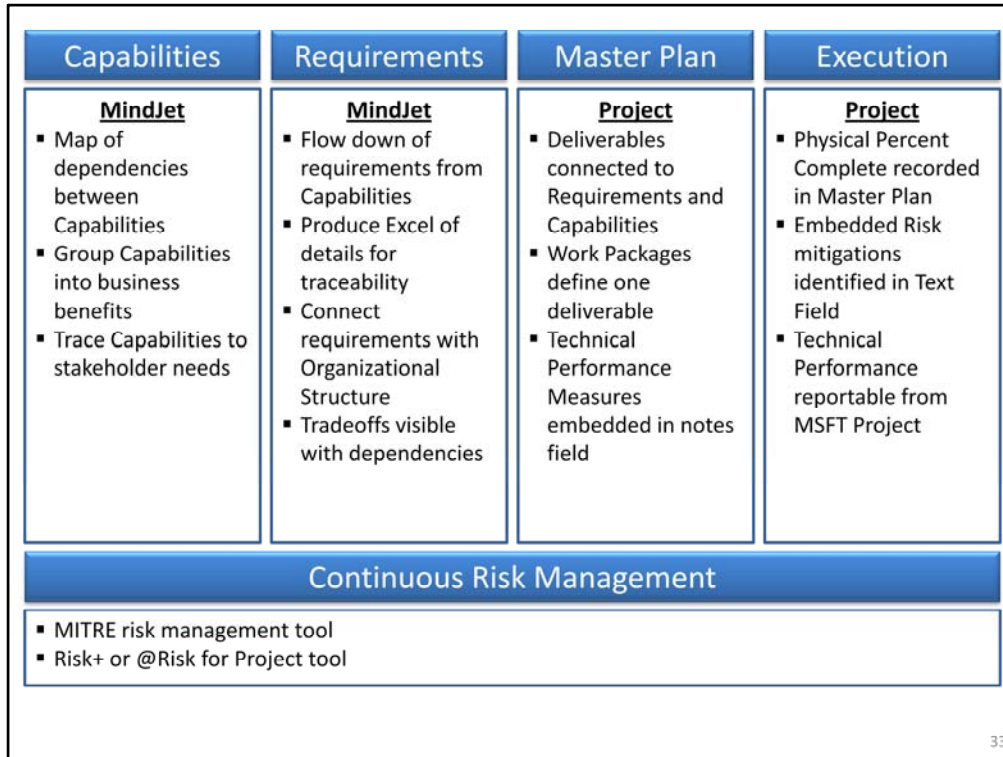 Capabilities
MindJet
▪ Map of
dependencies
between
Capabilities
▪ Group Capabilities
into business
benefits
▪ Trace Capabilities to
stakeholder needs
Requirements
MindJet
▪ Flow down of
requirements from
Capabilities
▪ Produce Excel of
details for
traceability
▪ Connect
requirements with
Organizational
Structure
▪ Tradeoffs visible
with dependencies
Master Plan
Project
▪ Deliverables
connected to
Requirements and
Capabilities
▪ Work Packages
define one
deliverable
▪ Technical
Performance
Measures
embedded in notes
field
Execution
Project
▪ Physical Percent
Complete recorded
in Master Plan
▪ Embedded Risk
mitigations
identified in Text
Field
▪ Technical
Performance
reportable from
MSFT Project
Continuous Risk Management
▪ MITRE risk management tool
▪ Risk+ or @Risk for Project tool
33